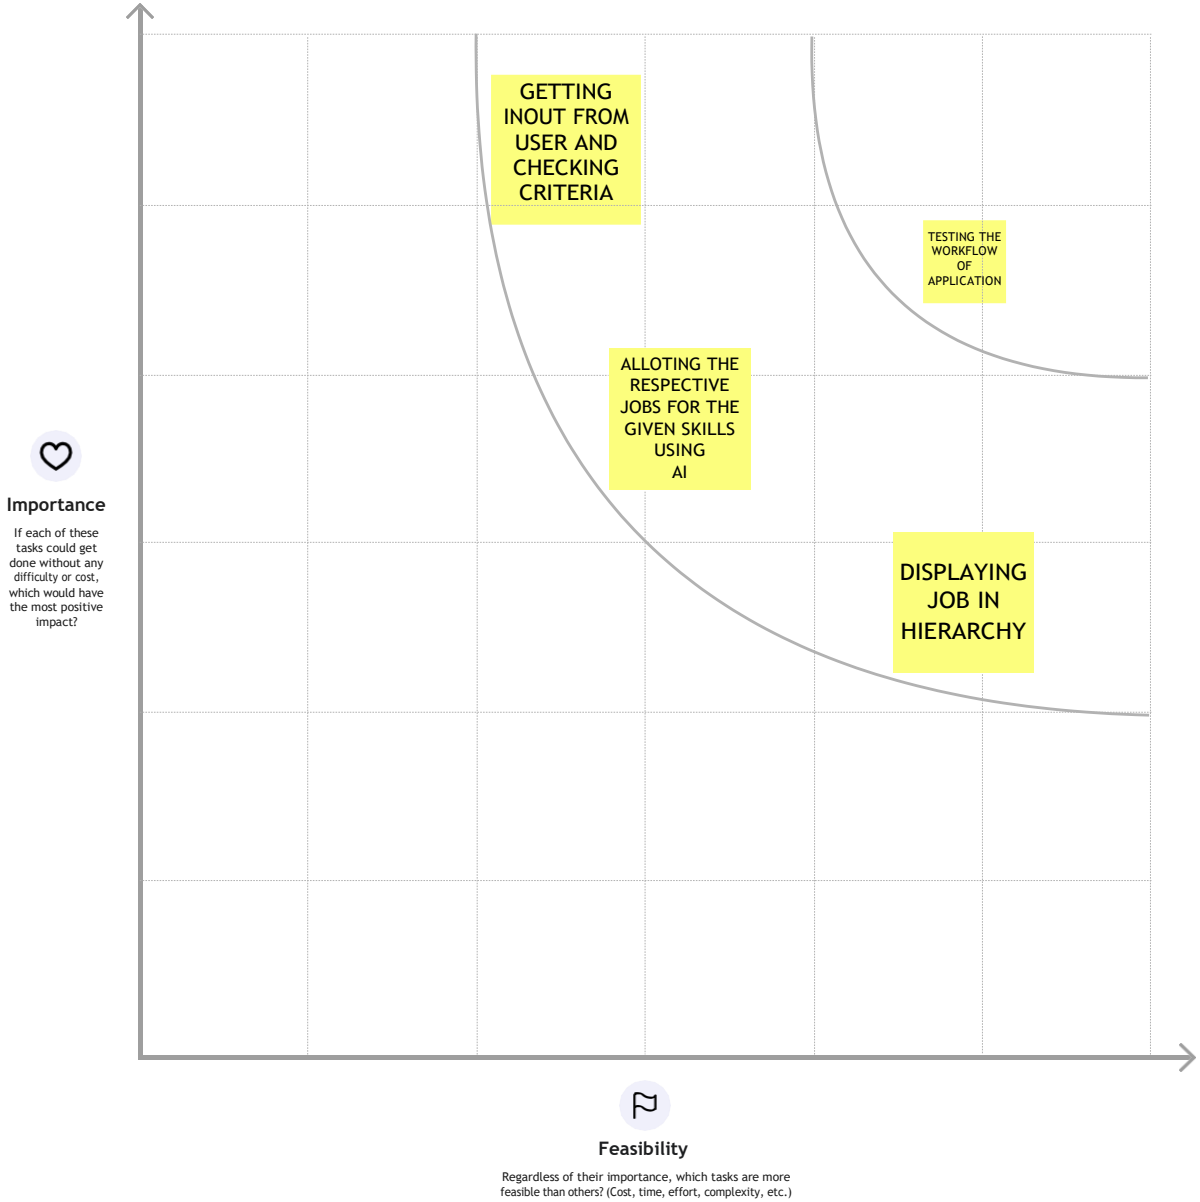 GETTING
INOUT FROM
USER AND
CHECKING
CRITERIA
TESTING THE
WORKFLOW
OF
APPLICATION
ALLOTING THE
RESPECTIVE
JOBS FOR THE
GIVEN SKILLS
USING
AI
Importance
If each of these
tasks could get
done without any
difficulty or cost,
which would have
the most positive
impact?
DISPLAYING
JOB IN
HIERARCHY
Feasibility
Regardless of their importance, which tasks are more
feasible than others? (Cost, time, effort, complexity, etc.)